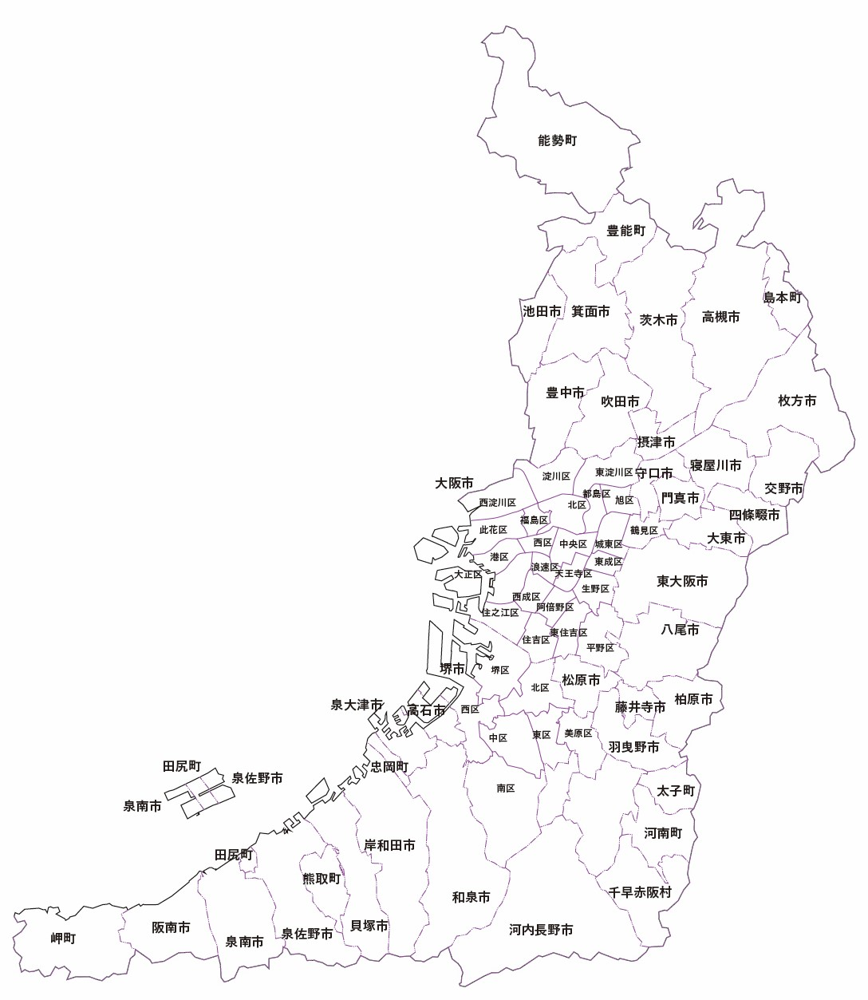 能勢町
豊能町
島本町
池田市
箕面市
茨木市
高槻市
豊中市
吹田市
枚方市
摂津市
寝屋川市
淀川区
東淀川区
守口市
大阪市
交野市
西淀川区
北区
都島区
旭区
門真市
四條畷市
此花区
福島区
鶴見区
大東市
西区
中央区
城東区
港区
東成区
浪速区
天王寺区
大正区
東大阪市
生野区
西成区
阿倍野区
住之江区
八尾市
住吉区
東住吉区
平野区
堺市
堺区
松原市
北区
柏原市
泉大津市
高石市
西区
藤井寺市
中区
東区
美原区
羽曳野市
田尻町
泉佐野市
忠岡町
南区
太子町
泉南市
河南町
岸和田市
田尻町
熊取町
千早赤阪村
和泉市
岬町
阪南市
泉南市
泉佐野市
貝塚市
河内長野市